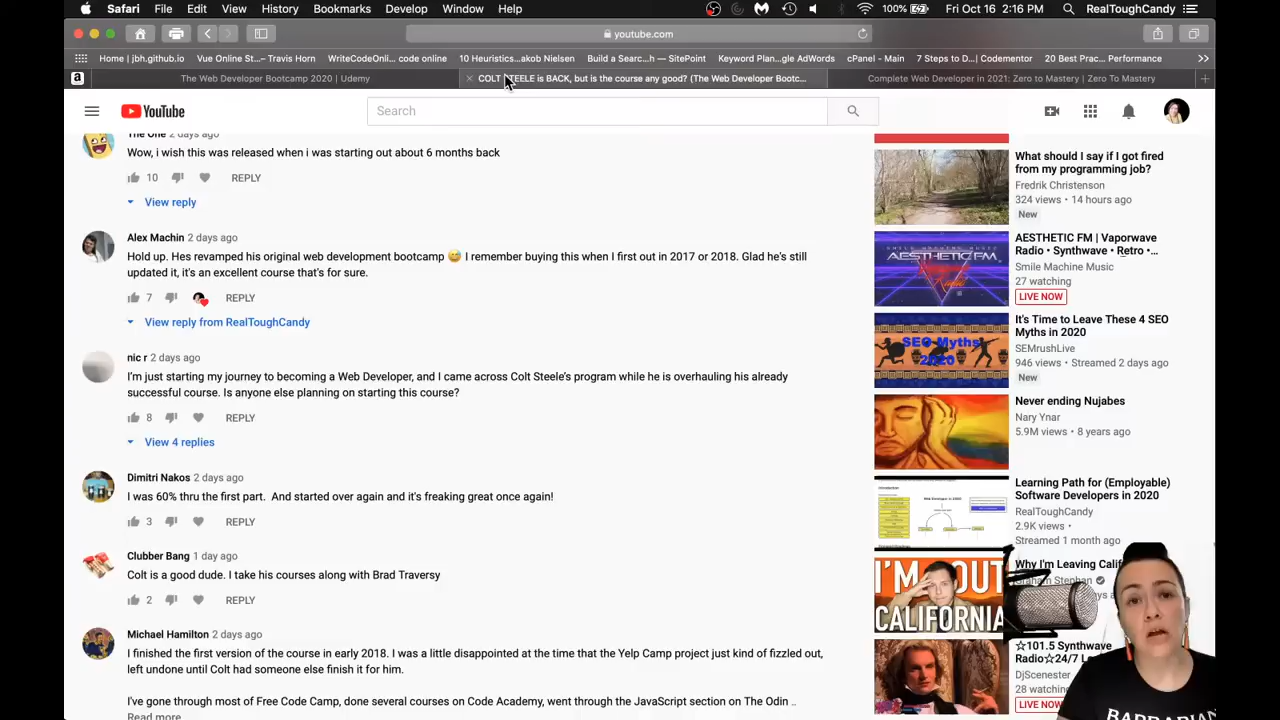 Safari File Edit View History Bookmarks Develop Window Help 100% Fri Oct 16 2:16 PM RealToughCandy
youtube.com
Home | jbh.github.io Vue Online St...– Travis Horn WriteCodeOnli... code online 10 Heuristics...akob Nielsen Build a Searc...h — SitePoint Keyword Plan...gle AdWords cPanel - Main 7 Steps to D...| Codementor 20 Best Prac... Performance
The Web Developer Bootcamp 2020 | Udemy
COLT STEELE is BACK, but is the course any good? (The Web Developer Bootc...
Complete Web Developer in 2021: Zero to Mastery | Zero To Mastery
YouTube
Search
The One 2 days ago
Wow, i wish this was released when i was starting out about 6 months back
10 REPLY
View reply
Alex Machin 2 days ago
Hold up. Hes revamped his original web development bootcamp 😅 I remember buying this when I first out in 2017 or 2018. Glad he's still
updated it, it's an excellent course that's for sure.
7 REPLY
View reply from RealToughCandy
nic r 2 days ago
I'm just starting my journey to becoming a Web Developer, and I came across Colt Steele's program while he is overhauling his already
successful course. Is anyone else planning on starting this course?
8 REPLY
View 4 replies
Dimitri Nakos 2 days ago
I was 60% thru the first part. And started over again and it's freaking great once again!
3 REPLY
Clubber Bang 1 day ago
Colt is a good dude. I take his courses along with Brad Traversy
2 REPLY
Michael Hamilton 2 days ago
I finished the first version of the course in early 2018. I was a little disappointed at the time that the Yelp Camp project just kind of fizzled out,
left undone until Colt had someone else finish it for him.
I've gone through most of Free Code Camp, done several courses on Code Academy, went through the JavaScript section on The Odin ..
Read more
What should I say if I got fired
from my programming job?
Fredrik Christenson
324 views • 14 hours ago
New
AESTHETIC FM
AESTHETIC FM | Vaporwave
Radio • Synthwave • Retro •...
Smile Machine Music
27 watching
LIVE NOW
SEO Myths
2020
It's Time to Leave These 4 SEO
Myths in 2020
SEMrushLive
946 views • Streamed 2 days ago
New
Never ending Nujabes
Nary Ynar
5.9M views • 8 years ago
Learning Path for (Employable)
Software Developers in 2020
RealToughCandy
2.9K views •
Streamed 1 month ago
I'M OUT
CALIFORNIA
Why I'm Leaving Calif
Graham Stephan
☆101.5 Synthwave
Radio☆24/7
DjScenester
28 watching
LIVE NOW
BARBARIAN